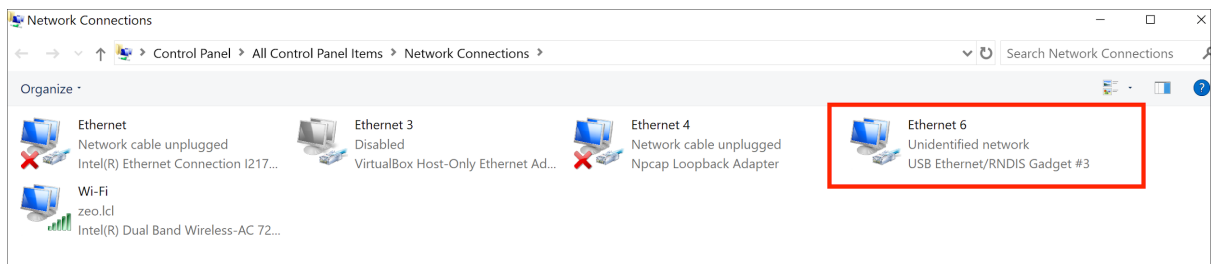 Network Connections
Control Panel > All Control Panel Items > Network Connections >
Search Network Connections
Organize
?
Ethernet
Network cable unplugged
Intel(R) Ethernet Connection I217...
Ethernet 3
Disabled
VirtualBox Host-Only Ethernet Ad...
Ethernet 4
Network cable unplugged
Npcap Loopback Adapter
Ethernet 6
Unidentified network
USB Ethernet/RNDIS Gadget #3
Wi-Fi
zeo.lcl
Intel(R) Dual Band Wireless-AC 72...